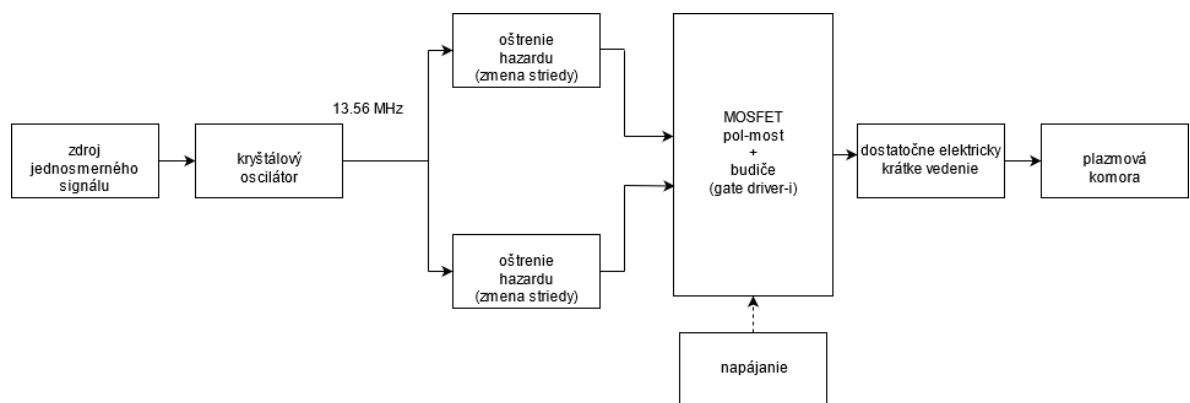 zdroj
jednosmerného
signálu
kryštálový
oscilátor
13.56 MHz
oštrenie
hazardu
(zmena striedy)
oštrenie
hazardu
(zmena striedy)
MOSFET
pol-most
+
budiče
(gate driver-i)
napájanie
dostatočne elektricky
krátke vedenie
plazmová
komora